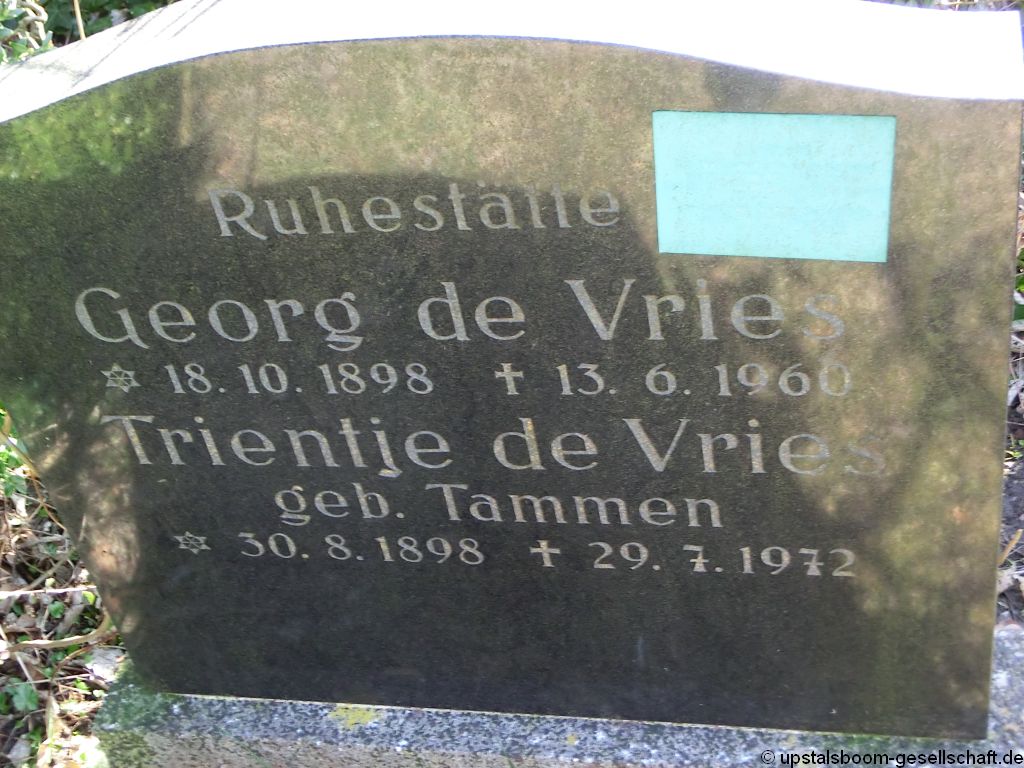 Ruhestätte
Georg de Vries
✡ 18. 10. 1898 ✝ 13. 6. 1960
Trientje de Vries
geb. Tammen
✡ 30. 8. 1898 ✝ 29. 7. 1972
© upstalsboom-gesellschaft.de